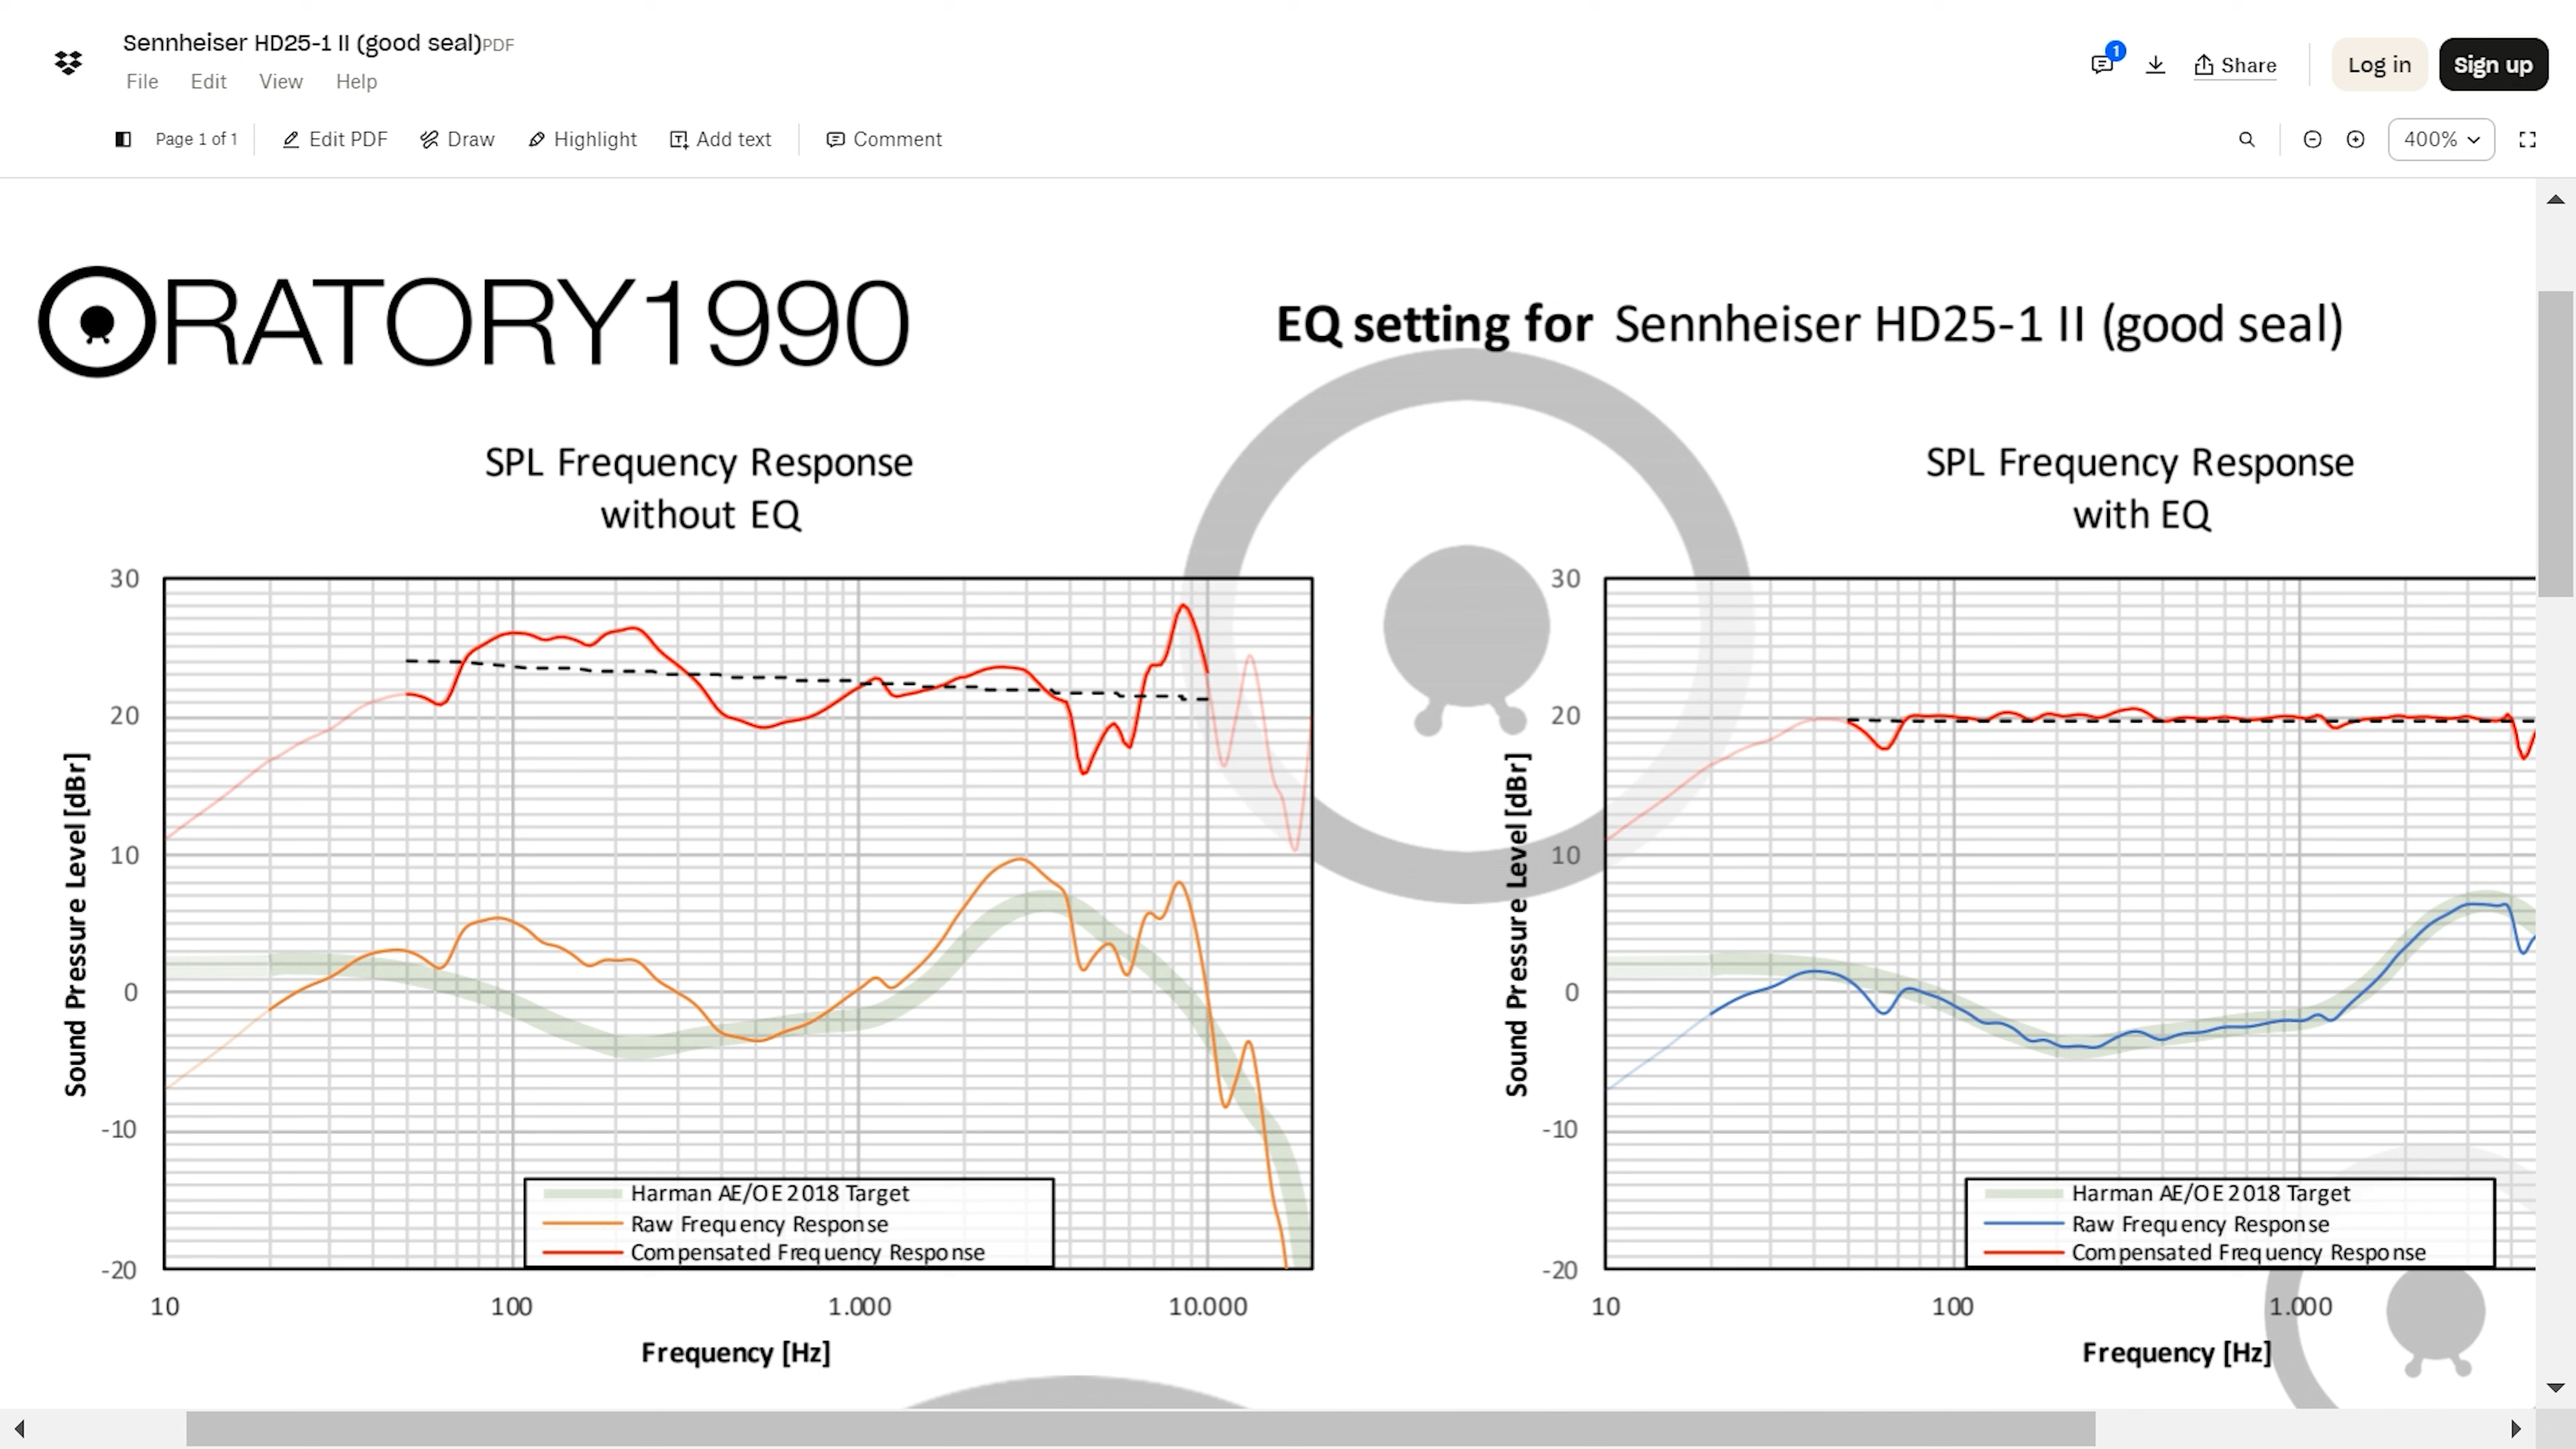 Sennheiser HD25-1 II (good seal)PDF
File Edit View Help
1
Share
Log in
Sign up
Page 1 of 1
Edit PDF
Draw
Highlight
Add text
Comment
400%
ORATORY1990
EQ setting for Sennheiser HD25-1 II (good seal)
SPL Frequency Response
without EQ
30
20
10
0
-10
-20
Sound Pressure Level [dBr]
Harman AE/OE 2018 Target
Raw Frequency Response
Compensated Frequency Response
10 100 1.000 10.000
Frequency [Hz]
SPL Frequency Response
with EQ
30
20
10
0
-10
-20
Sound Pressure Level [dBr]
Harman AE/OE 2018 Target
Raw Frequency Response
Compensated Frequency Response
10 100 1.000
Frequency [Hz]